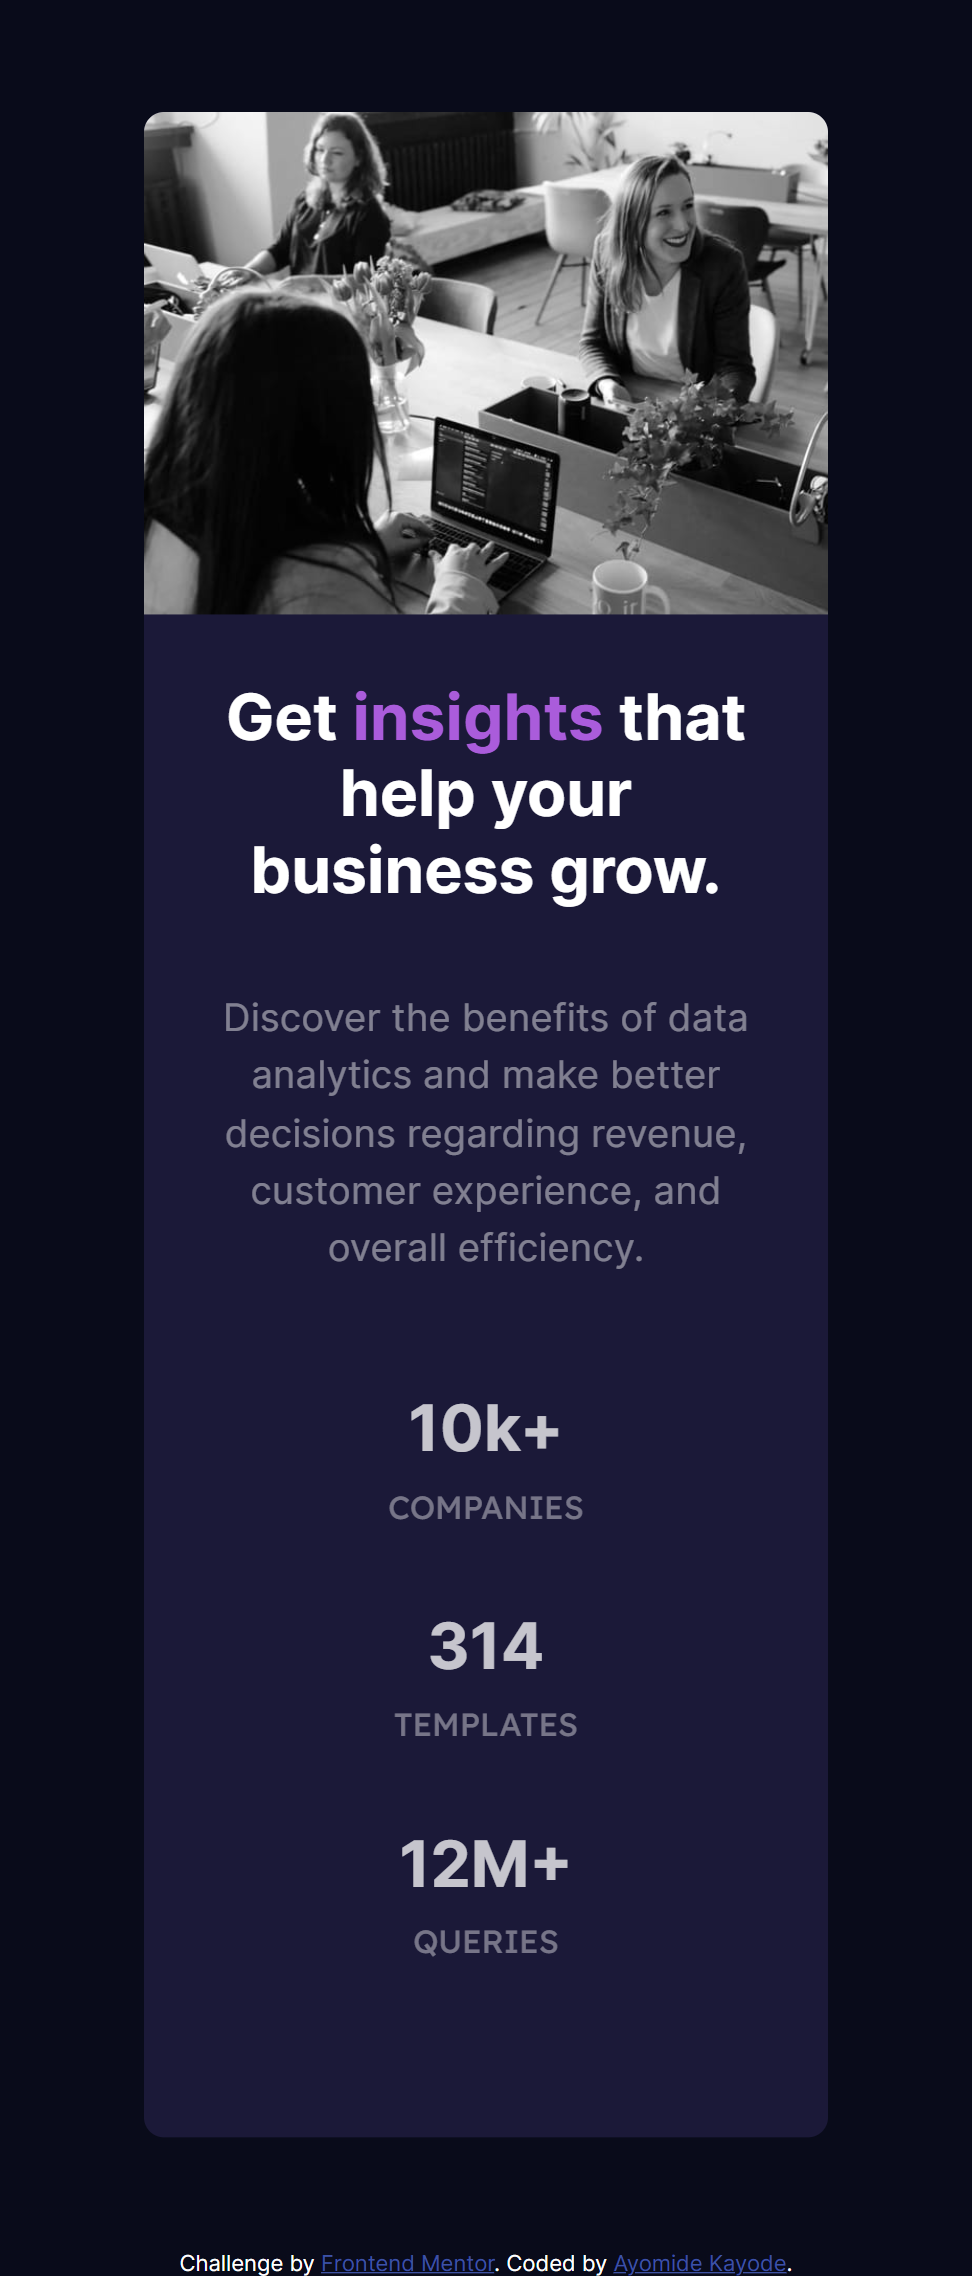 Get insights that
help your
business grow.
Discover the benefits of data
analytics and make better
decisions regarding revenue,
customer experience, and
overall efficiency.
10k+
COMPANIES
314
TEMPLATES
12M+
QUERIES
Challenge by Frontend Mentor. Coded by Ayomide Kayode.